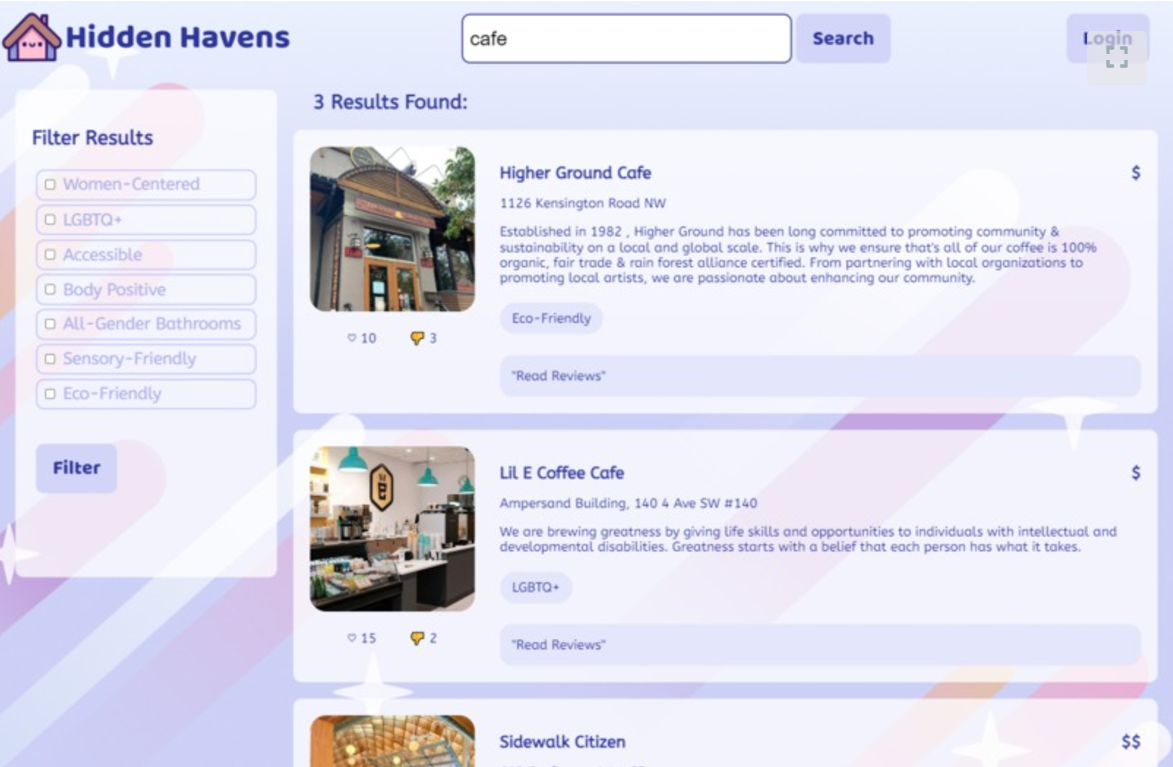 Hidden Havens
cafe
Search
Login
3 Results Found:
Filter Results
Women-Centered
LGBTQ+
Accessible
Body Positive
All-Gender Bathrooms
Sensory-Friendly
Eco-Friendly
Filter
Higher Ground Cafe
$
1126 Kensington Road NW
Established in 1982 , Higher Ground has been long committed to promoting community &
sustainability on a local and global scale. This is why we ensure that's all of our coffee is 100%
organic, fair trade & rain forest alliance certified. From partnering with local organizations to
promoting local artists, we are passionate about enhancing our community.
Eco-Friendly
♡ 10 👎 3
"Read Reviews"
Lil E Coffee Cafe
$
Ampersand Building, 140 4 Ave SW #140
We are brewing greatness by giving life skills and opportunities to individuals with intellectual and
developmental disabilities. Greatness starts with a belief that each person has what it takes.
LGBTQ+
♡ 15 👎 2
"Read Reviews"
Sidewalk Citizen
$$